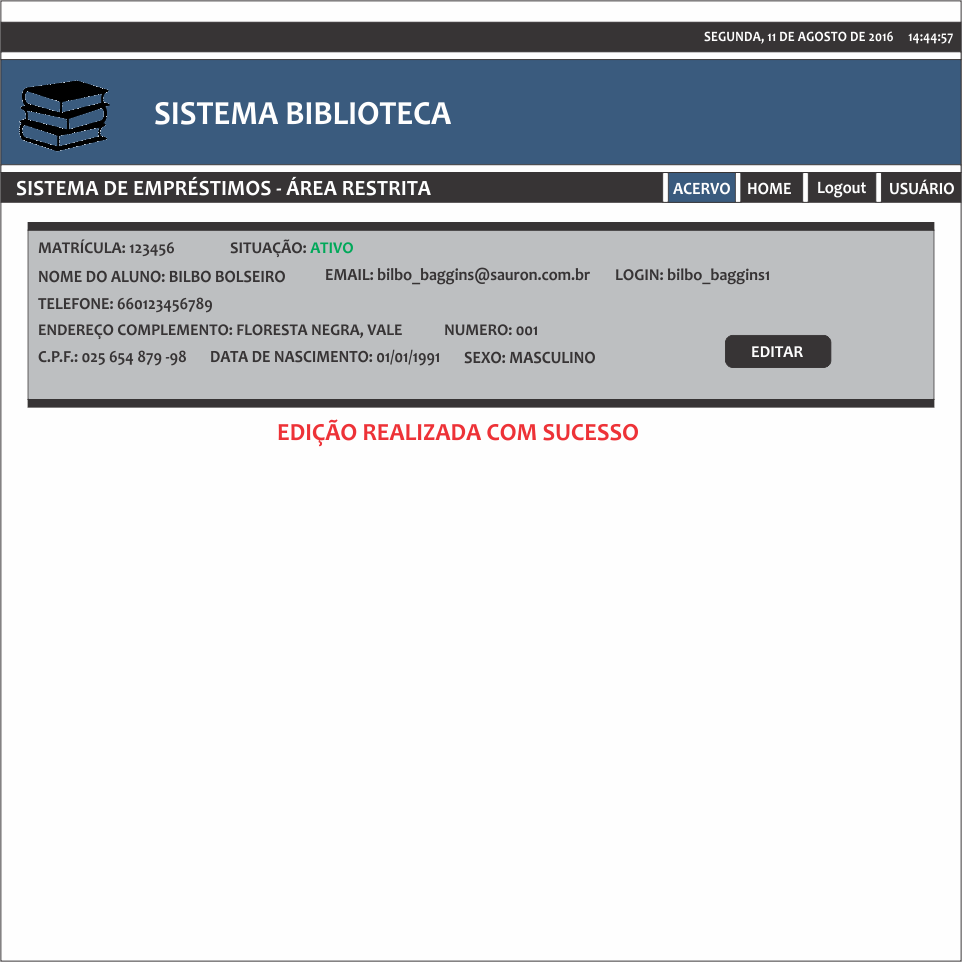 SEGUNDA, 11 DE AGOSTO DE 2016 14:44:57
SISTEMA BIBLIOTECA
SISTEMA DE EMPRÉSTIMOS - ÁREA RESTRITA ACERVO HOME Logout USUÁRIO
MATRÍCULA: 123456 SITUAÇÃO: ATIVO
NOME DO ALUNO: BILBO BOLSEIRO EMAIL: bilbo_baggins@sauron.com.br LOGIN: bilbo_baggins1
TELEFONE: 660123456789
ENDEREÇO COMPLEMENTO: FLORESTA NEGRA, VALE NUMERO: 001
C.P.F.: 025 654 879 -98 DATA DE NASCIMENTO: 01/01/1991 SEXO: MASCULINO EDITAR
EDIÇÃO REALIZADA COM SUCESSO